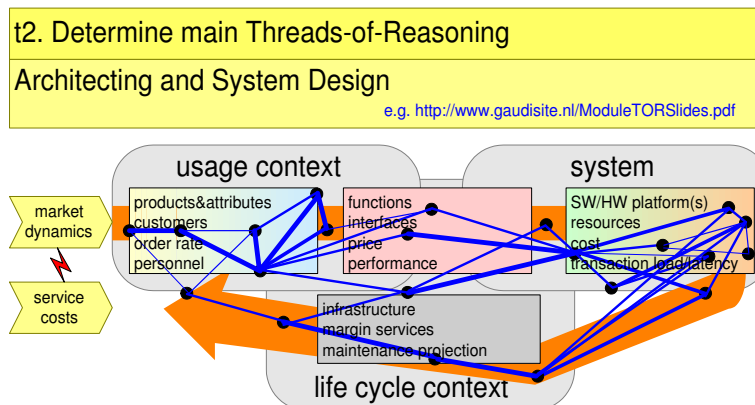 t2. Determine main Threads-of-Reasoning
Architecting and System Design
e.g. http://www.gaudisite.nl/ModuleTORSlides.pdf
usage context
system
market
dynamics
service
costs
products&attributes
customers
order rate
personnel
functions
interfaces
price
performance
SW/HW platform(s)
resources
cost
transaction load/latency
infrastructure
margin services
maintenance projection
life cycle context